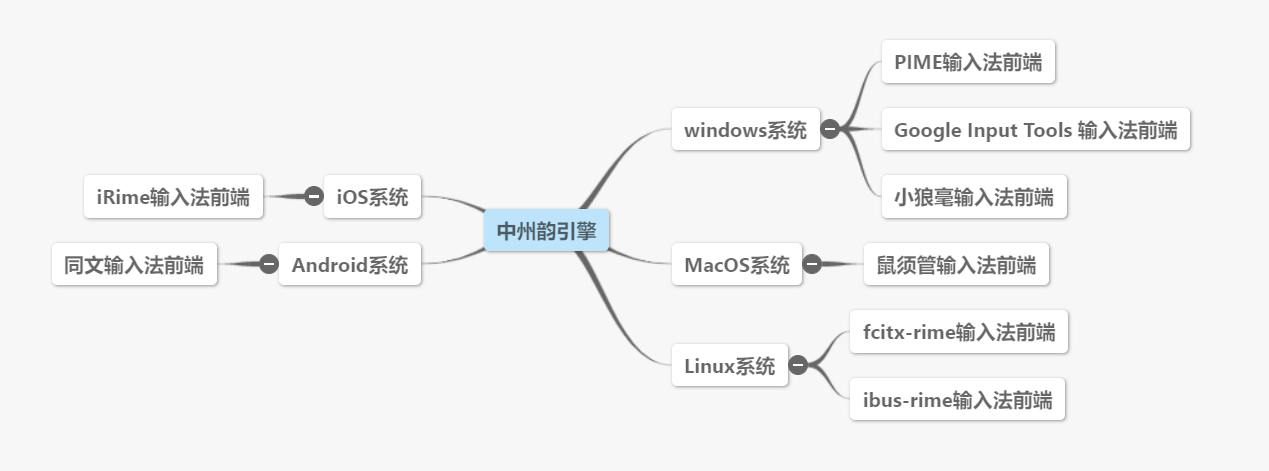 PIME输入法前端
windows系统
Google Input Tools 输入法前端
小狼毫输入法前端
iRime输入法前端
iOS系统
中州韵引擎
同文输入法前端
Android系统
MacOS系统
鼠须管输入法前端
fcitx-rime输入法前端
Linux系统
ibus-rime输入法前端